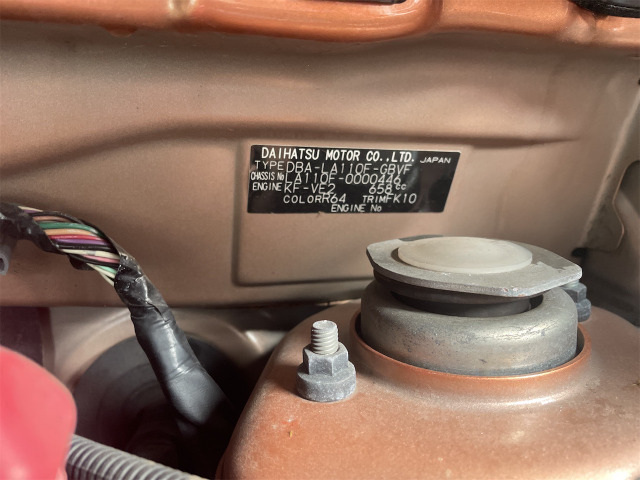 DAIHATSU MOTOR CO.,LTD. JAPAN
TYPE DBA-LA110F-GBVF
CHASSIS No LA110F-0000446
ENGINE KF-VE2 658cc
COLOR R64 TRIM FK10
ENGINE No